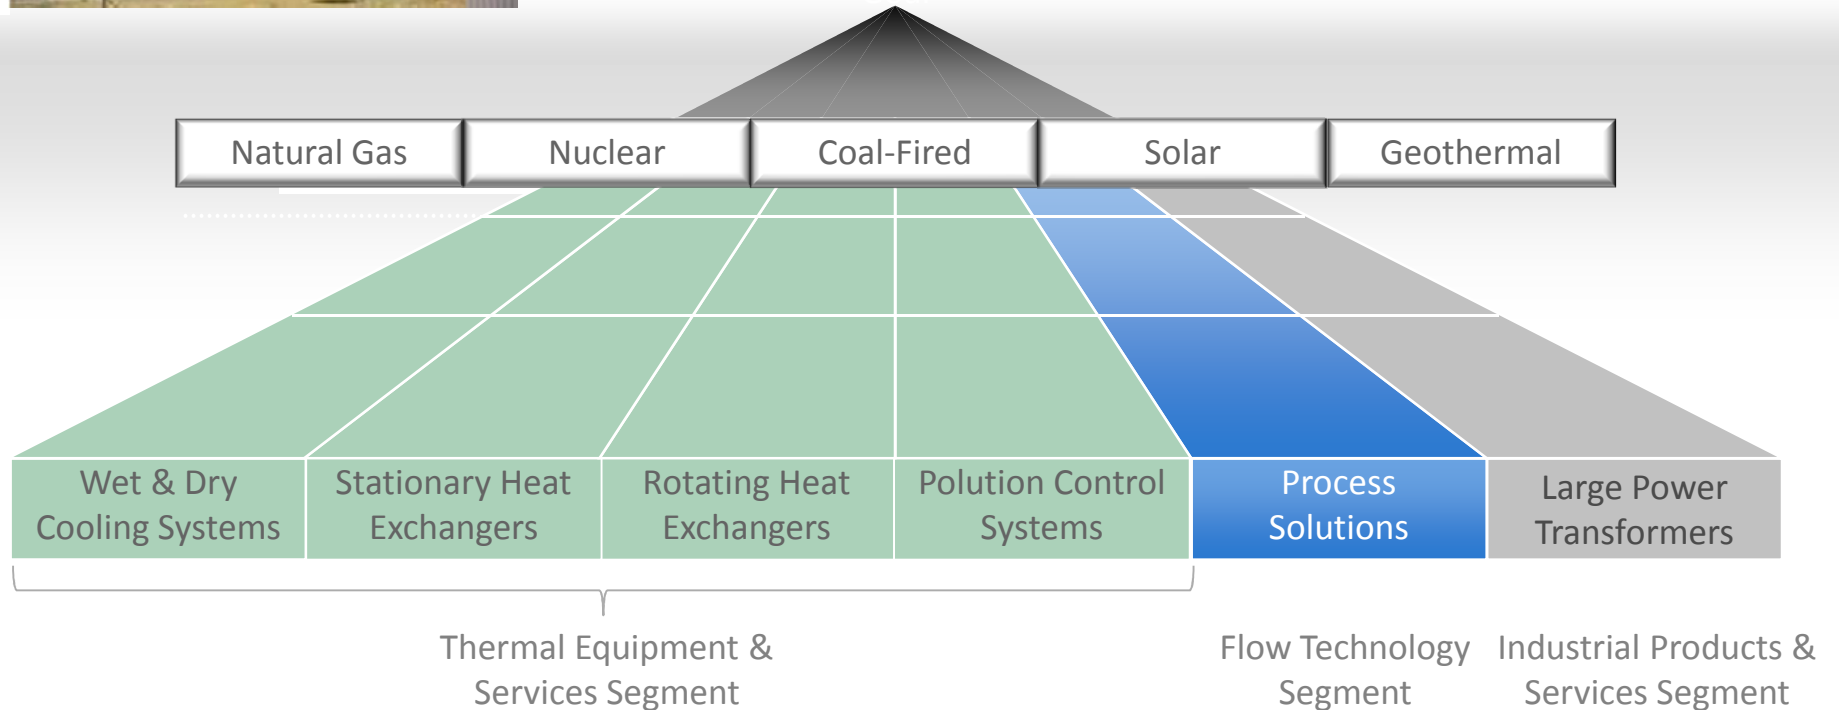 Natural Gas
Nuclear
Coal-Fired
Solar
Geothermal
Wet & Dry
Cooling Systems
Stationary Heat
Exchangers
Rotating Heat
Exchangers
Polution Control
Systems
Process
Solutions
Large Power
Transformers
Thermal Equipment &
Services Segment
Flow Technology
Segment
Industrial Products &
Services Segment